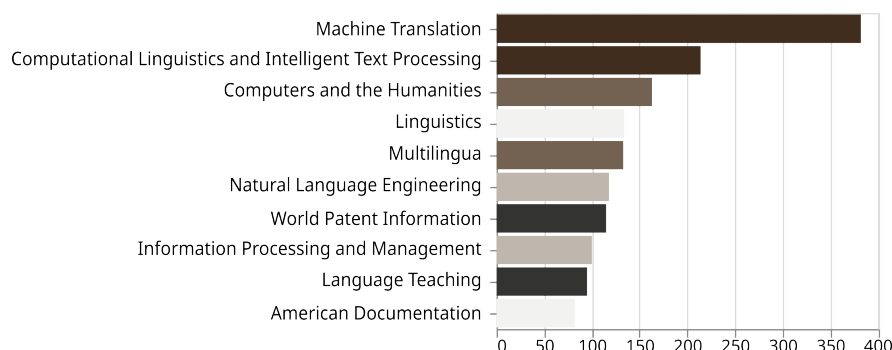 Machine Translation
Computational Linguistics and Intelligent Text Processing
Computers and the Humanities
Linguistics
Multilingua
Natural Language Engineering
World Patent Information
Information Processing and Management
Language Teaching
American Documentation
0 50 100 150 200 250 300 350 400